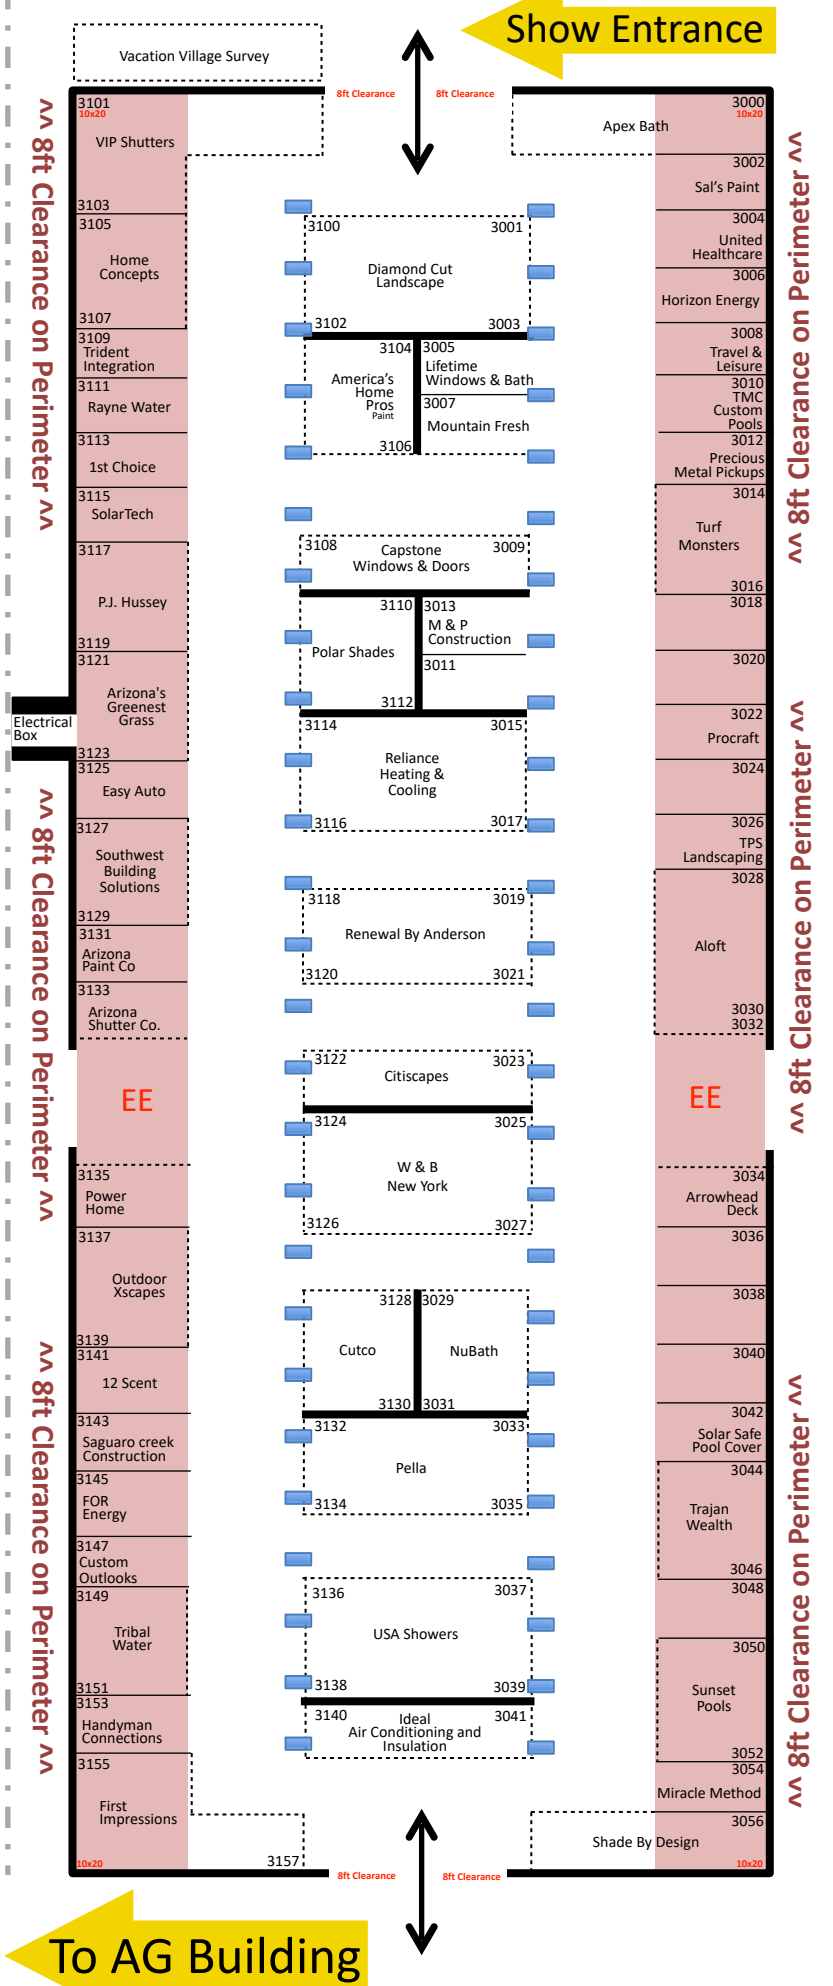 Show Entrance
Vacation Village Survey
8ft Clearance
8ft Clearance
^^ 8ft Clearance on Perimeter ^^
^^ 8ft Clearance on Perimeter ^^
^^ 8ft Clearance on Perimeter ^^
3101
10x20
VIP Shutters
3103
3105
Home
Concepts
3107
3109
Trident
Integration
3111
Rayne Water
3113
1st Choice
3115
SolarTech
3117
P.J. Hussey
3119
3121
Arizona's
Greenest
Grass
3123
Electrical
Box
3125
Easy Auto
3127
Southwest
Building
Solutions
3129
3131
Arizona
Paint Co
3133
Arizona
Shutter Co.
EE
3135
Power
Home
3137
Outdoor
Xscapes
3139
3141
12 Scent
3143
Saguaro creek
Construction
3145
FOR
Energy
3147
Custom
Outlooks
3149
Tribal
Water
3151
3153
Handyman
Connections
3155
First
Impressions
10x20
3157
3100 3001
Diamond Cut
Landscape
3102 3003
3104
America's
Home
Pros
Paint
3106
3005
Lifetime
Windows & Bath
3007
Mountain Fresh
3108 3009
Capstone
Windows & Doors
3110
Polar Shades
3112
3013
M & P
Construction
3011
3114 3015
Reliance
Heating &
Cooling
3116 3017
3118 3019
Renewal By Anderson
3120 3021
3122 3023
Citiscapes
3124 3025
W & B
New York
3126 3027
3128
Cutco
3130
3029
NuBath
3031
3132 3033
Pella
3134 3035
3136 3037
USA Showers
3138 3039
3140 3041
Ideal
Air Conditioning and
Insulation
3000
10x20
Apex Bath
3002
Sal's Paint
3004
United
Healthcare
3006
Horizon Energy
3008
Travel &
Leisure
3010
TMC
Custom
Pools
3012
Precious
Metal Pickups
3014
Turf
Monsters
3016
3018
3020
3022
Procraft
3024
3026
TPS
Landscaping
3028
Aloft
3030
3032
EE
3034
Arrowhead
Deck
3036
3038
3040
3042
Solar Safe
Pool Cover
3044
Trajan
Wealth
3046
3048
3050
Sunset
Pools
3052
3054
Miracle Method
3056
Shade By Design
10x20
^^ 8ft Clearance on Perimeter ^^
^^ 8ft Clearance on Perimeter ^^
^^ 8ft Clearance on Perimeter ^^
8ft Clearance
8ft Clearance
To AG Building